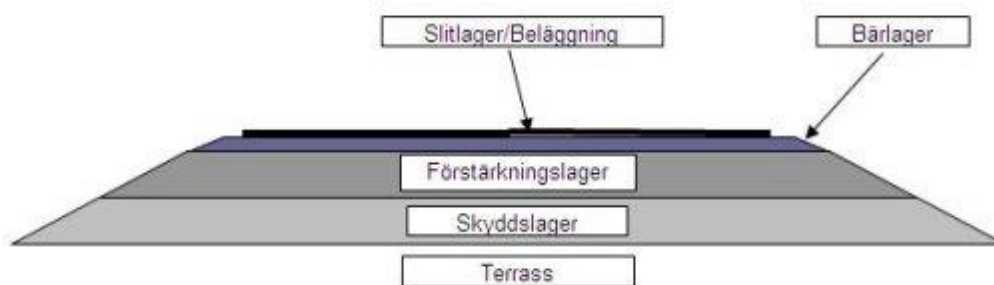 Slitlager/Beläggning
Bärlager
Förstärkningslager
Skyddslager
Terrass